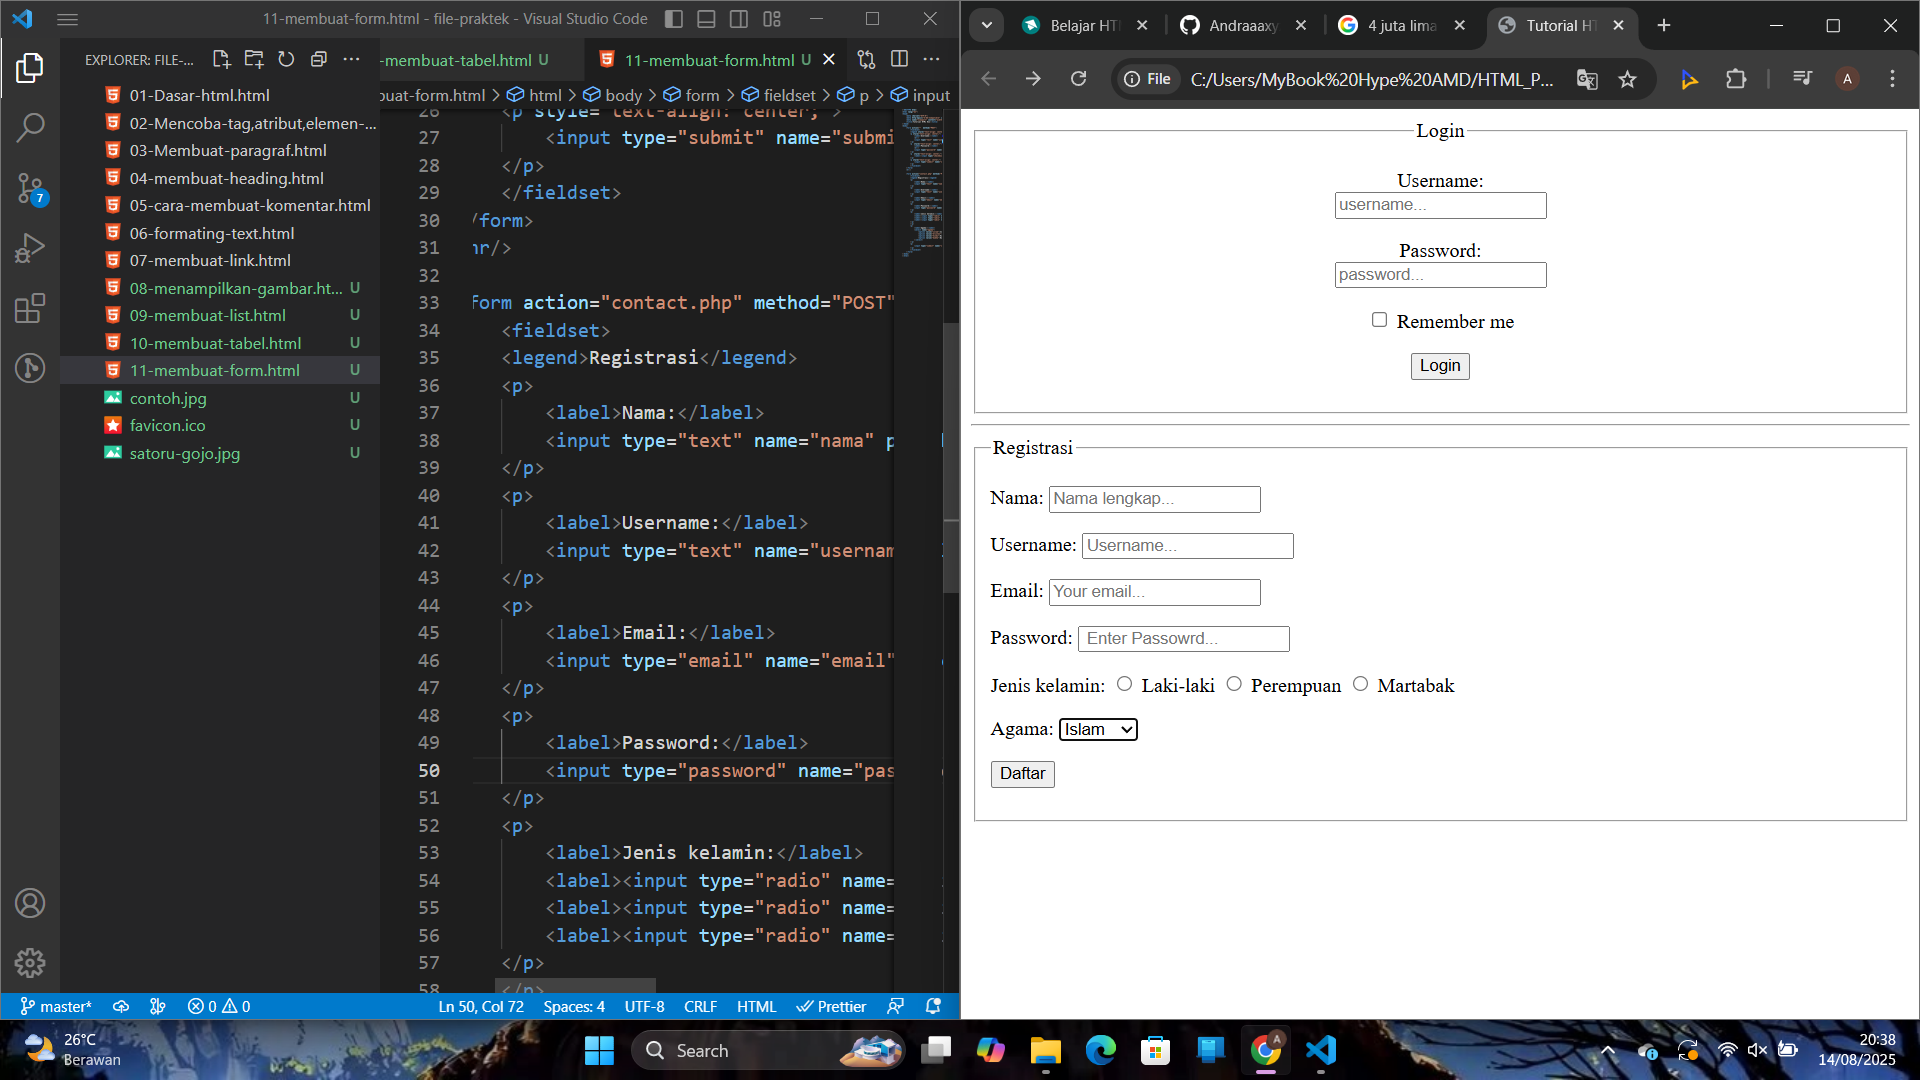 11-membuat-form.html - file-praktek - Visual Studio Code
EXPLORER: FILE-...
01-Dasar-html.html
02-Mencoba-tag,atribut,elemen-...
03-Membuat-paragraf.html
04-membuat-heading.html
05-cara-membuat-komentar.html
06-formating-text.html
07-membuat-link.html
08-menampilkan-gambar.ht... U
09-membuat-list.html U
10-membuat-tabel.html U
11-membuat-form.html U
contoh.jpg U
favicon.ico U
satoru-gojo.jpg U
7
-membuat-tabel.html U
11-membuat-form.html U
buat-form.html > html > body > form > fieldset > p > input
26 <p style="text-align: center;">
27 <input type="submit" name="submi
28 </p>
29 </fieldset>
30 /form>
31 hr/>
32
33 form action="contact.php" method="POST"
34 <fieldset>
35 <legend>Registrasi</legend>
36 <p>
37 <label>Nama:</label>
38 <input type="text" name="nama" p
39 </p>
40 <p>
41 <label>Username:</label>
42 <input type="text" name="usernam
43 </p>
44 <p>
45 <label>Email:</label>
46 <input type="email" name="email"
47 </p>
48 <p>
49 <label>Password:</label>
50 <input type="password" name="pas
51 </p>
52 <p>
53 <label>Jenis kelamin:</label>
54 <label><input type="radio" name=
55 <label><input type="radio" name=
56 <label><input type="radio" name=
57 </p>
58 </p>
master* 0 0 Ln 50, Col 72 Spaces: 4 UTF-8 CRLF HTML Prettier
Belajar HT
Andraaaxy
4 juta lima
Tutorial HT
File C:/Users/MyBook%20Hype%20AMD/HTML_P...
A
Login
Username:
username...
Password:
password...
Remember me
Login
Registrasi
Nama: Nama lengkap...
Username: Username...
Email: Your email...
Password: Enter Passowrd...
Jenis kelamin: Laki-laki Perempuan Martabak
Agama: Islam
Daftar
26°C
Berawan
Search
A
20:38
14/08/2025